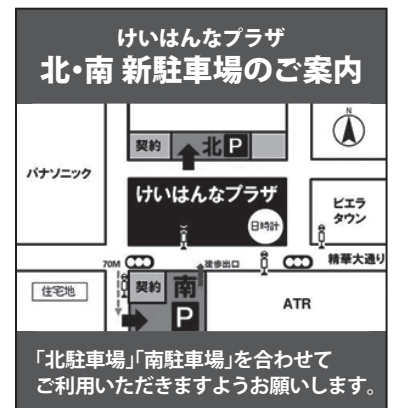 けいはんなプラザ
北・南 新駐車場のご案内
N
契約 北 P
パナソニック
けいはんなプラザ
日時計
ピエラ
タウン
70M
徒歩出口
精華大通り
住宅地
契約 南
P
ATR
「北駐車場」「南駐車場」を合わせて
ご利用いただきますようお願いします。